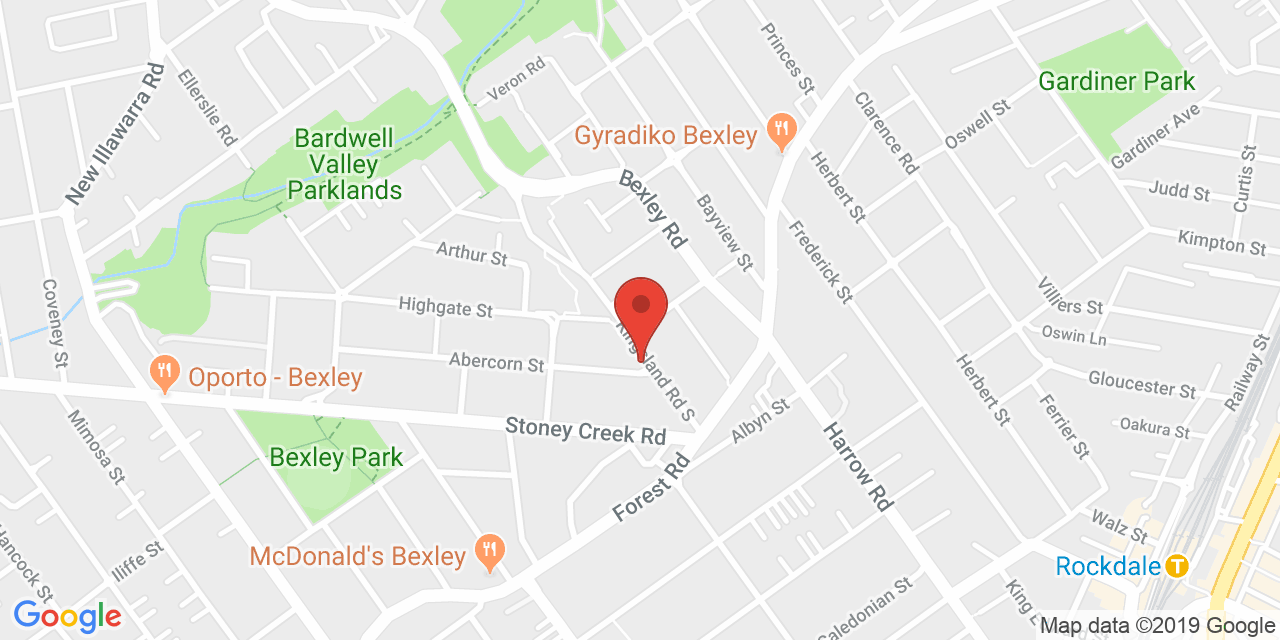 Princes St
New Illawarra Rd
Ellerslie Rd
Veron Rd
Gardiner Park
Clarence Rd
Oswell St
Gardiner Ave
Gyradiko Bexley
Bardwell
Valley
Parklands
Herbert St
Curtis St
Judd St
Bexley Rd
Bayview St
Kimpton St
Arthur St
Frederick St
Coveney St
Highgate St
Villiers St
Oswin Ln
Abercorn St
Kingsland Rd S
Railway St
Oporto - Bexley
Gloucester St
Herbert St
Ferrier St
Mimosa St
Stoney Creek Rd
Albyn St
Oakura St
Bexley Park
Forest Rd
Harrow Rd
McDonald's Bexley
Walz St
Iliffe St
Hancock St
Rockdale
T
Caledonian St
King
Google
Map data ©2019 Google